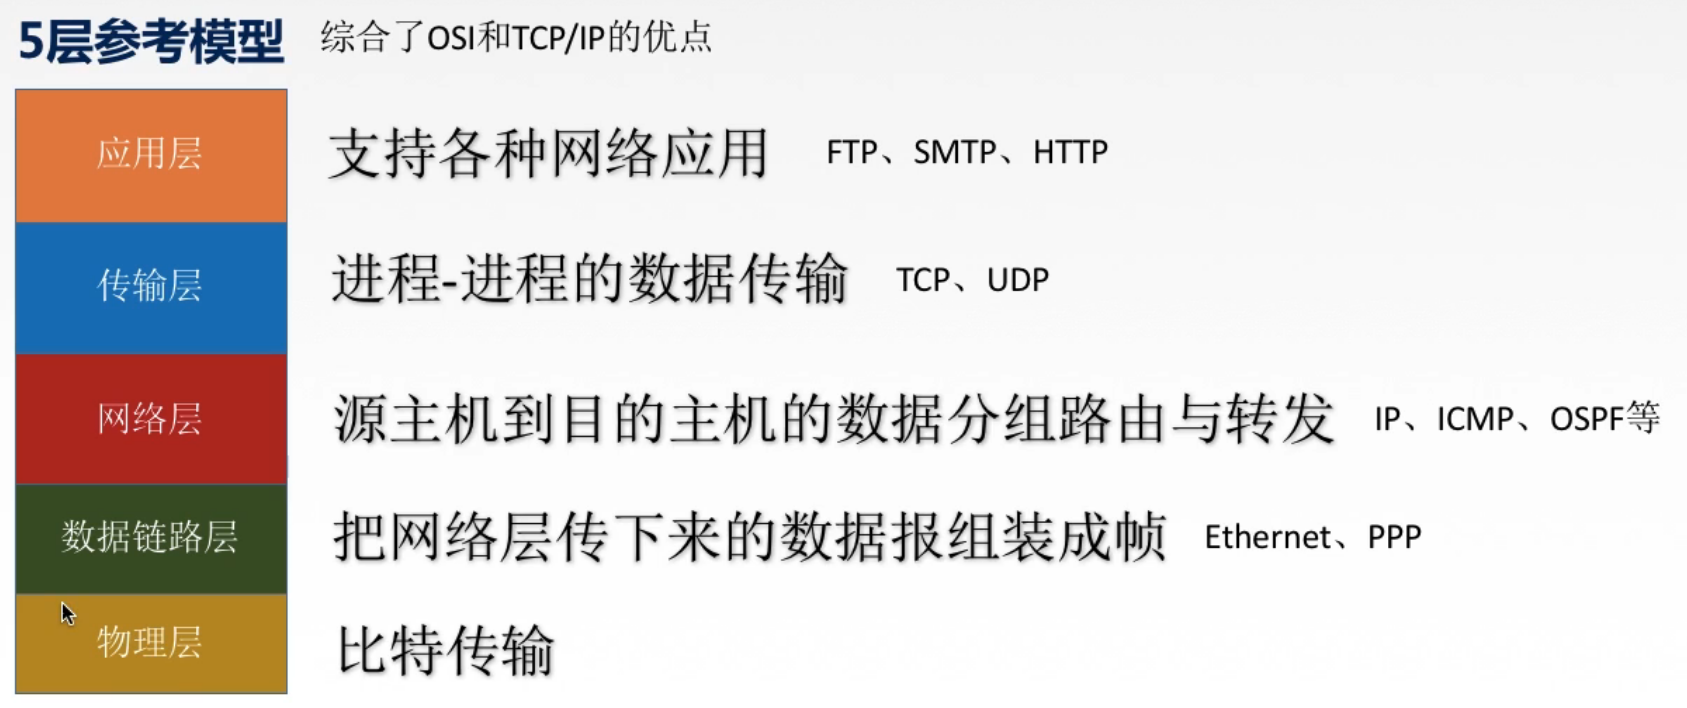 5层参考模型 综合了OSI和TCP/IP的优点
应用层 支持各种网络应用 FTP、SMTP、HTTP
传输层 进程-进程的数据传输 TCP、UDP
网络层 源主机到目的主机的数据分组路由与转发 IP、ICMP、OSPF等
数据链路层 把网络层传下来的数据报组装成帧 Ethernet、PPP
物理层 比特传输